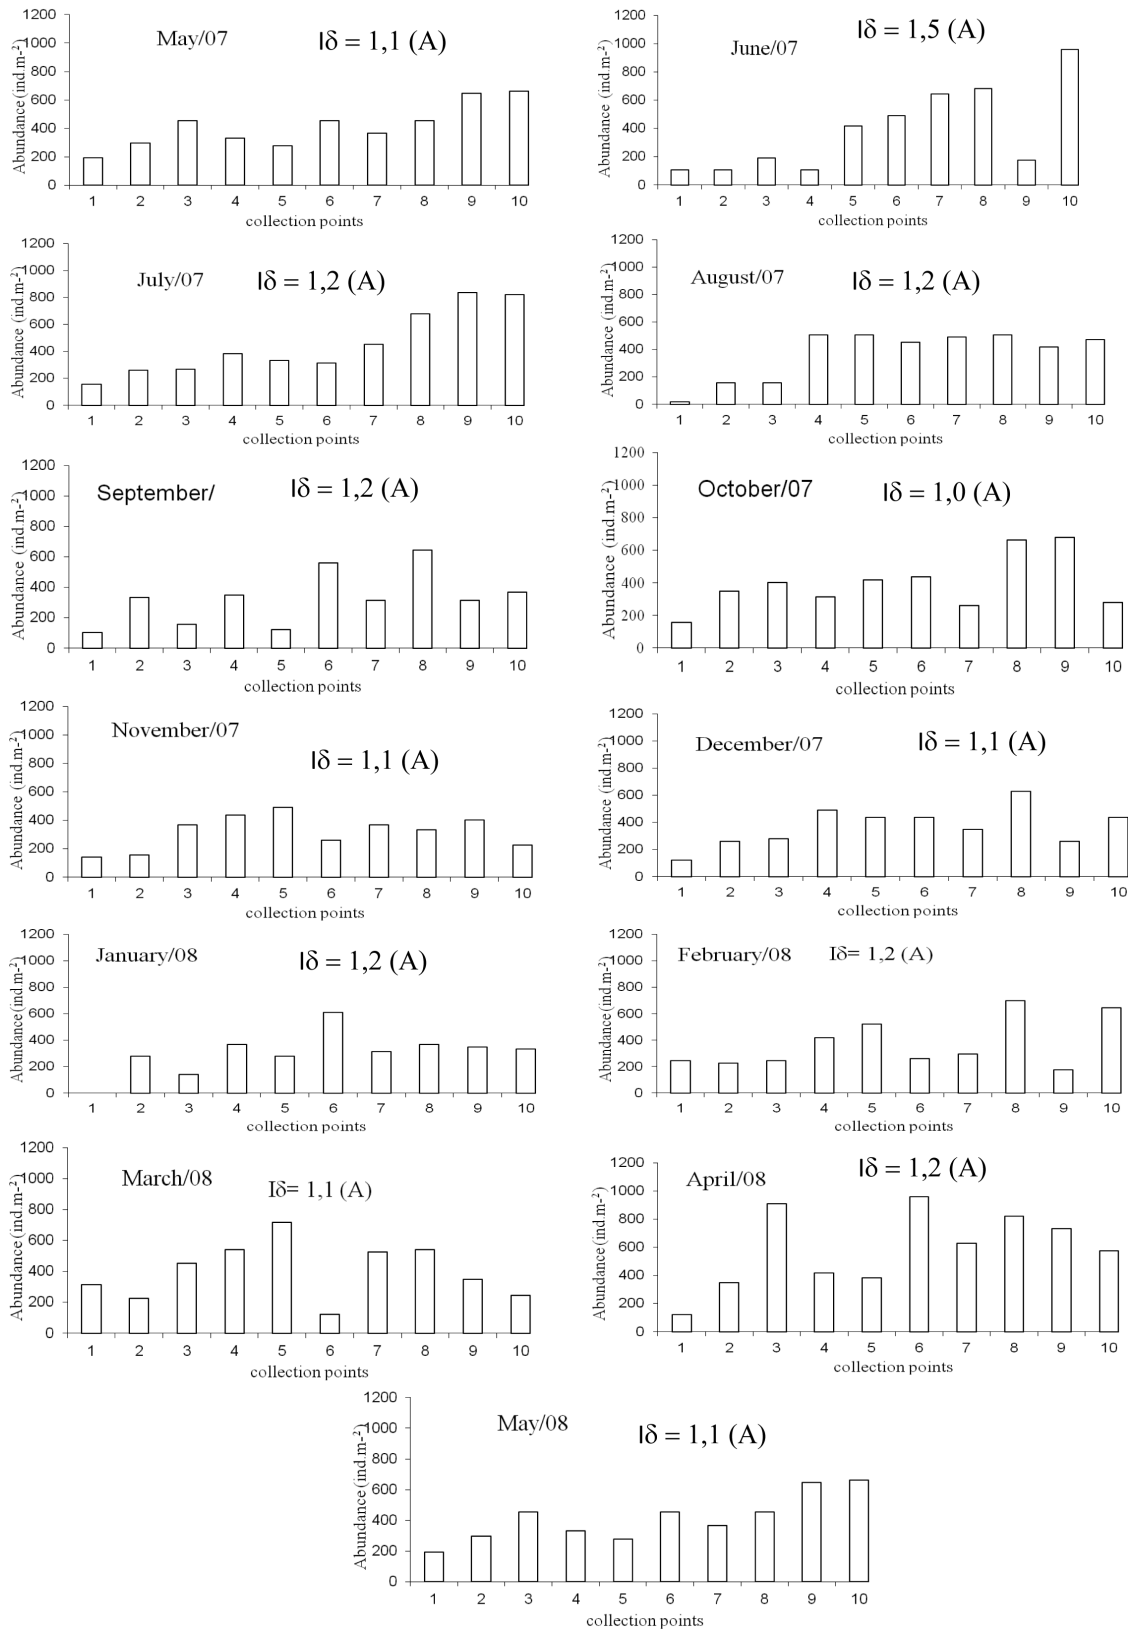 May/07
Iδ = 1,1 (A)
Abundance (ind.m-2)
1200
1000
800
600
400
200
0
1 2 3 4 5 6 7 8 9 10
collection points
June/07
Iδ = 1,5 (A)
Abundance (ind.m-2)
1200
1000
800
600
400
200
0
1 2 3 4 5 6 7 8 9 10
collection points
July/07
Iδ = 1,2 (A)
Abundance (ind.m-2)
1200
1000
800
600
400
200
0
1 2 3 4 5 6 7 8 9 10
collection points
August/07
Iδ = 1,2 (A)
Abundance (ind.m-2)
1200
1000
800
600
400
200
0
1 2 3 4 5 6 7 8 9 10
collection points
September/
Iδ = 1,2 (A)
Abundance (ind.m-2)
1200
1000
800
600
400
200
0
1 2 3 4 5 6 7 8 9 10
collection points
October/07
Iδ = 1,0 (A)
Abundance (ind.m-2)
1200
1000
800
600
400
200
0
1 2 3 4 5 6 7 8 9 10
collection points
November/07
Iδ = 1,1 (A)
Abundance (ind.m-2)
1200
1000
800
600
400
200
0
1 2 3 4 5 6 7 8 9 10
collection points
December/07
Iδ = 1,1 (A)
Abundance (ind.m-2)
1200
1000
800
600
400
200
0
1 2 3 4 5 6 7 8 9 10
collection points
January/08
Iδ = 1,2 (A)
Abundance (ind.m-2)
1200
1000
800
600
400
200
0
1 2 3 4 5 6 7 8 9 10
collection points
February/08
Iδ= 1,2 (A)
Abundance (ind.m-2)
1200
1000
800
600
400
200
0
1 2 3 4 5 6 7 8 9 10
collection points
March/08
Iδ= 1,1 (A)
Abundance (ind.m-2)
1200
1000
800
600
400
200
0
1 2 3 4 5 6 7 8 9 10
collection points
April/08
Iδ = 1,2 (A)
Abundance (ind.m-2)
1200
1000
800
600
400
200
0
1 2 3 4 5 6 7 8 9 10
collection points
May/08
Iδ = 1,1 (A)
Abundance (ind.m-2)
1200
1000
800
600
400
200
0
1 2 3 4 5 6 7 8 9 10
collection points